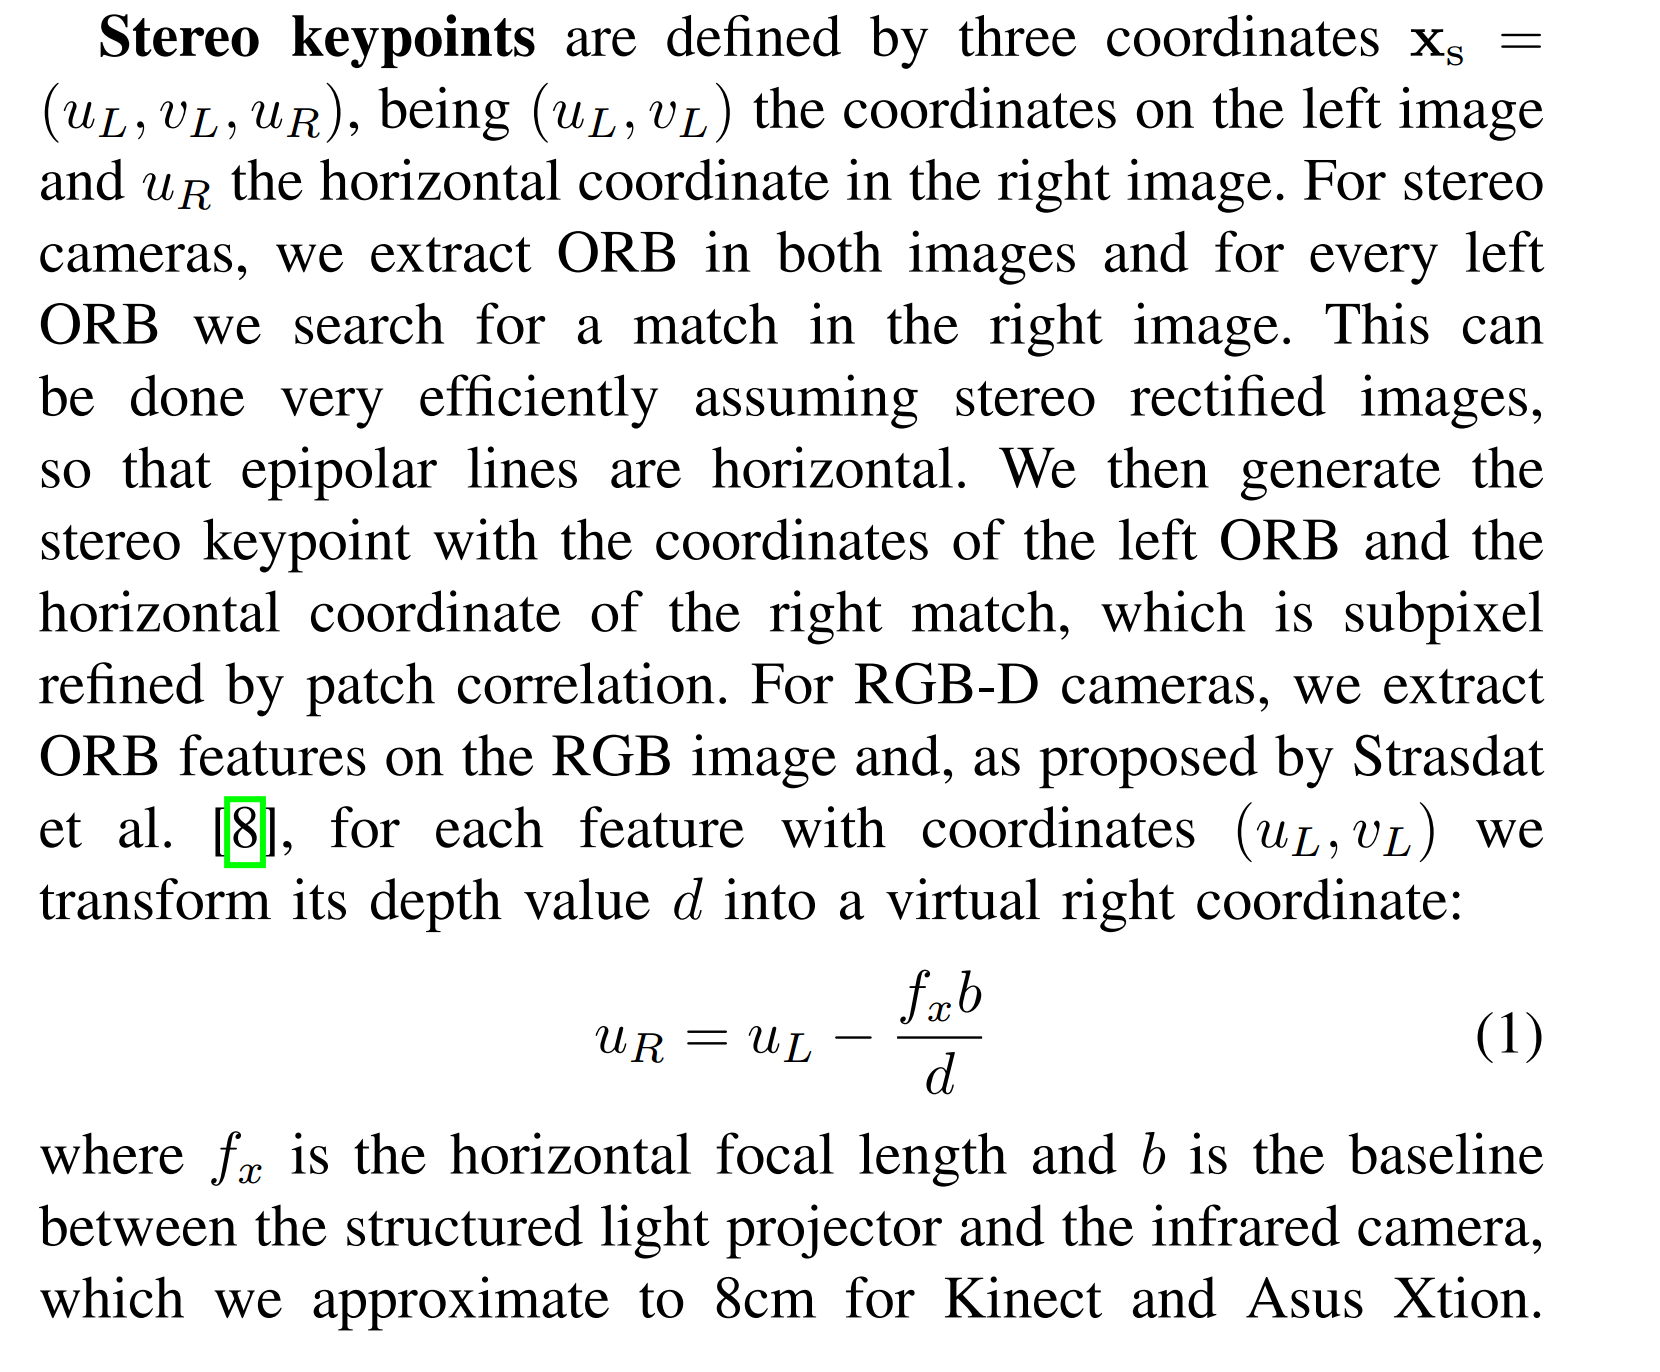 Stereo keypoints are defined by three coordinates x_s =
(u_L, v_L, u_R), being (u_L, v_L) the coordinates on the left image
and u_R the horizontal coordinate in the right image. For stereo
cameras, we extract ORB in both images and for every left
ORB we search for a match in the right image. This can
be done very efficiently assuming stereo rectified images,
so that epipolar lines are horizontal. We then generate the
stereo keypoint with the coordinates of the left ORB and the
horizontal coordinate of the right match, which is subpixel
refined by patch correlation. For RGB-D cameras, we extract
ORB features on the RGB image and, as proposed by Strasdat
et al. [8], for each feature with coordinates (u_L, v_L) we
transform its depth value d into a virtual right coordinate:
u_R = u_L − \frac{f_x b}{d} (1)
where f_x is the horizontal focal length and b is the baseline
between the structured light projector and the infrared camera,
which we approximate to 8cm for Kinect and Asus Xtion.